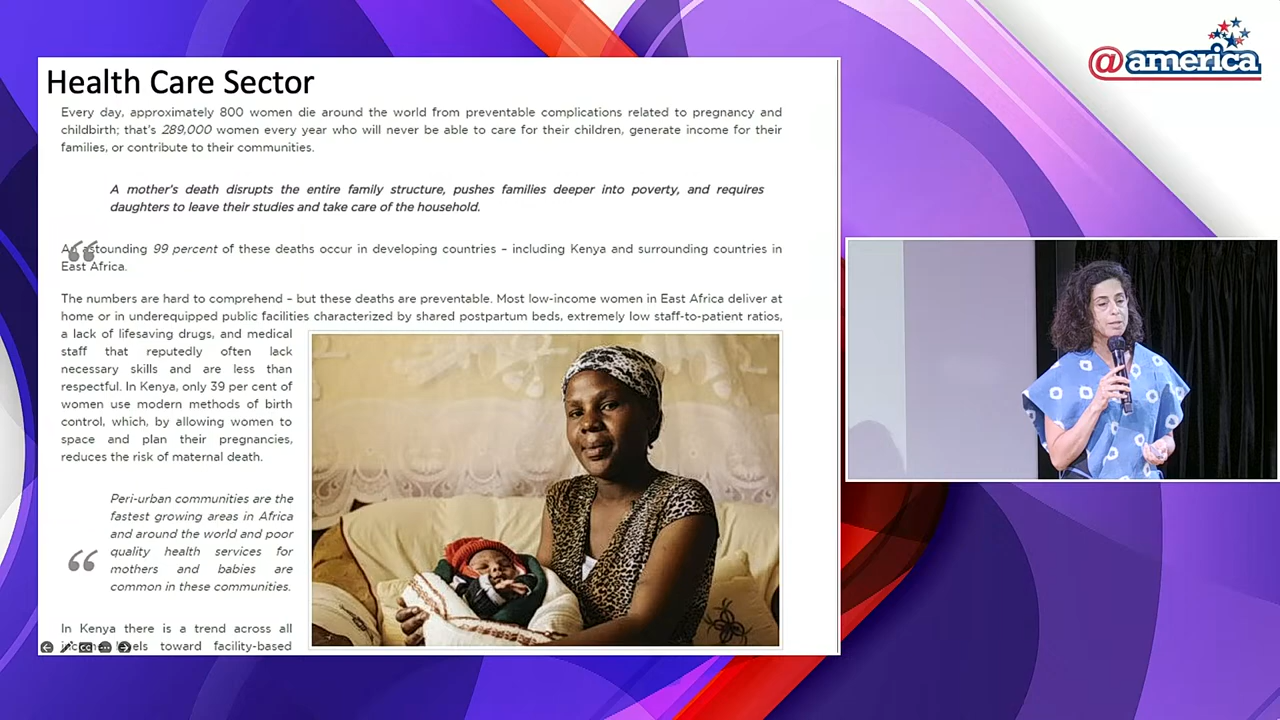 @america
Health Care Sector
Every day, approximately 800 women die around the world from preventable complications related to pregnancy and
childbirth; that's 289,000 women every year who will never be able to care for their children, generate income for their
families, or contribute to their communities.
A mother's death disrupts the entire family structure, pushes families deeper into poverty, and requires
daughters to leave their studies and take care of the household.
An astounding 99 percent of these deaths occur in developing countries – including Kenya and surrounding countries in
East Africa.
The numbers are hard to comprehend – but these deaths are preventable. Most low-income women in East Africa deliver at
home or in underequipped public facilities characterized by shared postpartum beds, extremely low staff-to-patient ratios,
a lack of lifesaving drugs, and medical
staff that reputedly often lack
necessary skills and are less than
respectful. In Kenya, only 39 per cent of
women use modern methods of birth
control, which, by allowing women to
space and plan their pregnancies,
reduces the risk of maternal death.
“
Peri-urban communities are the
fastest growing areas in Africa
and around the world and poor
quality health services for
mothers and babies are
common in these communities.
In Kenya there is a trend across all
toward facility-based